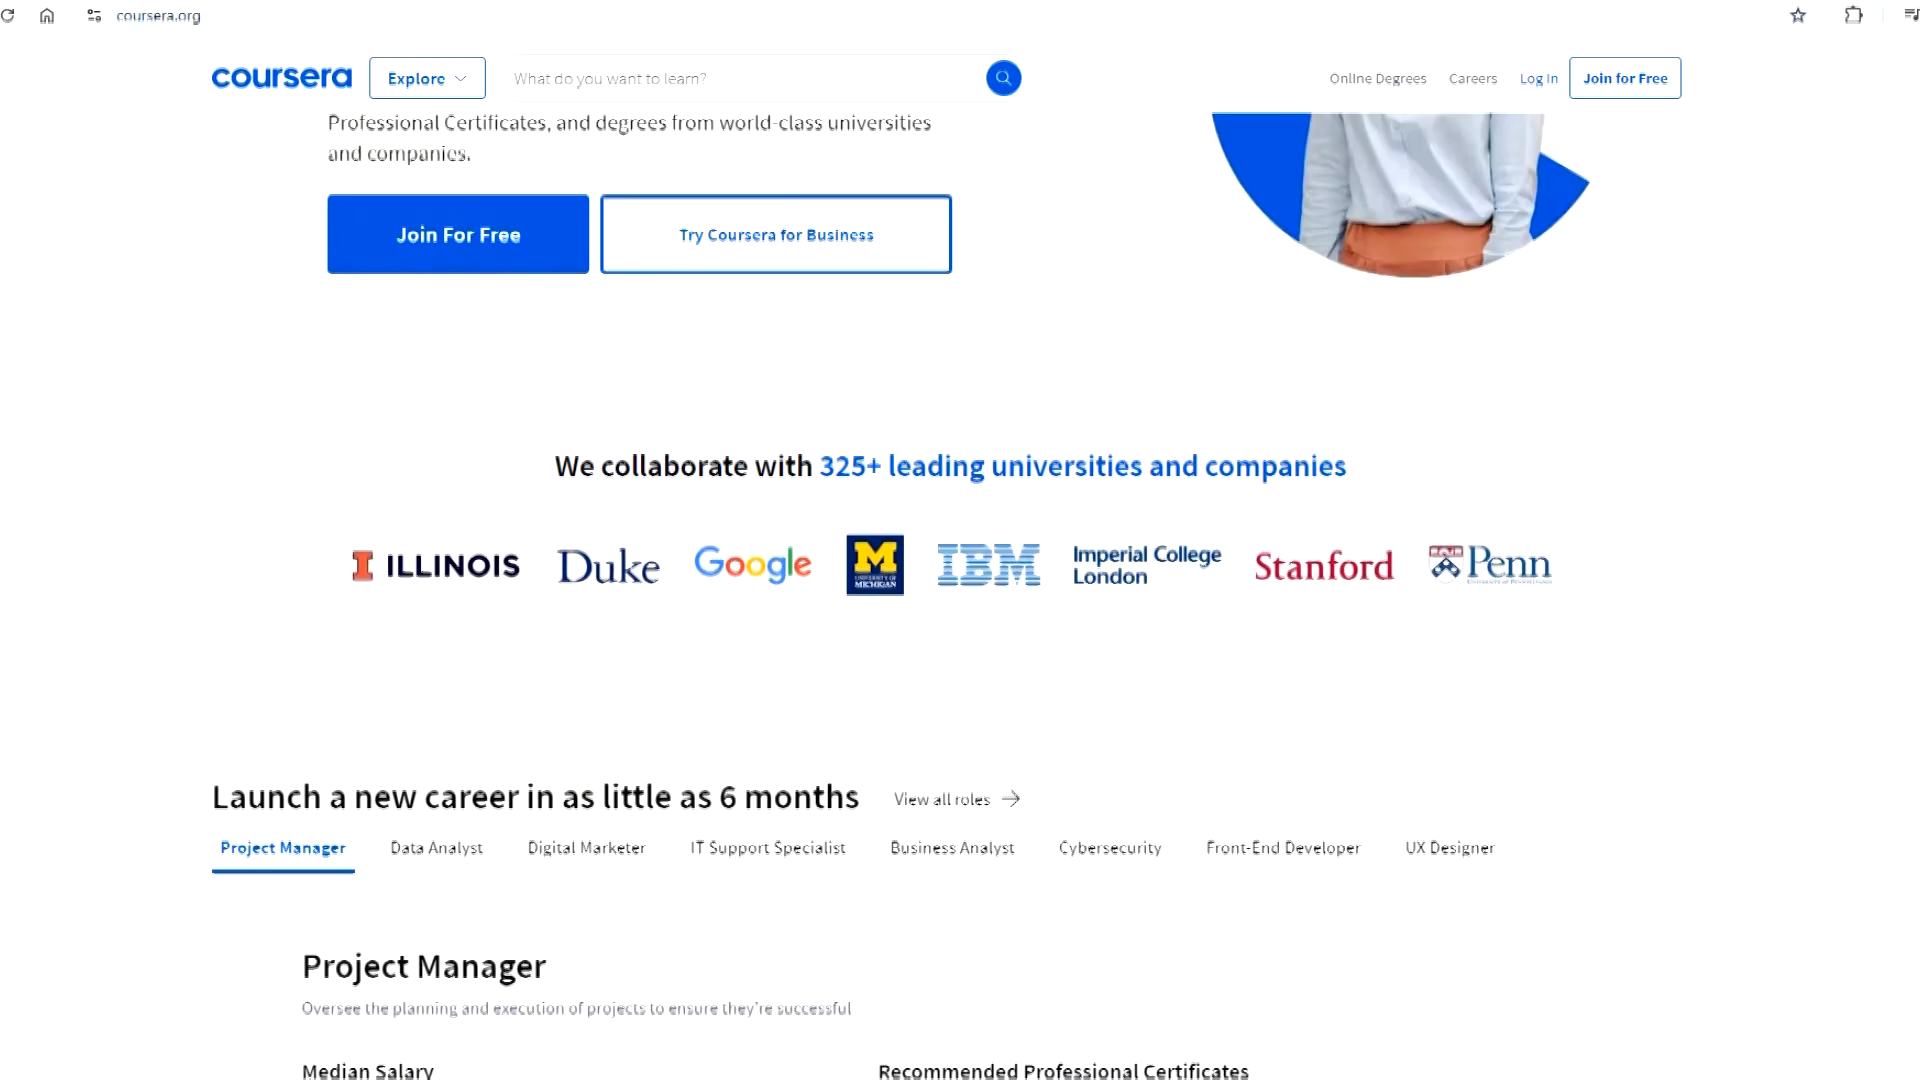 coursera.org
coursera Explore What do you want to learn? Online Degrees Careers Log In Join for Free
Professional Certificates, and degrees from world-class universities
and companies.
Join For Free Try Coursera for Business
We collaborate with 325+ leading universities and companies
I ILLINOIS Duke Google M UNIVERSITY OF MICHIGAN IBM Imperial College London Stanford Penn
Launch a new career in as little as 6 months View all roles
Project Manager Data Analyst Digital Marketer IT Support Specialist Business Analyst Cybersecurity Front-End Developer UX Designer
Project Manager
Oversee the planning and execution of projects to ensure they're successful
Median Salary Recommended Professional Certificates